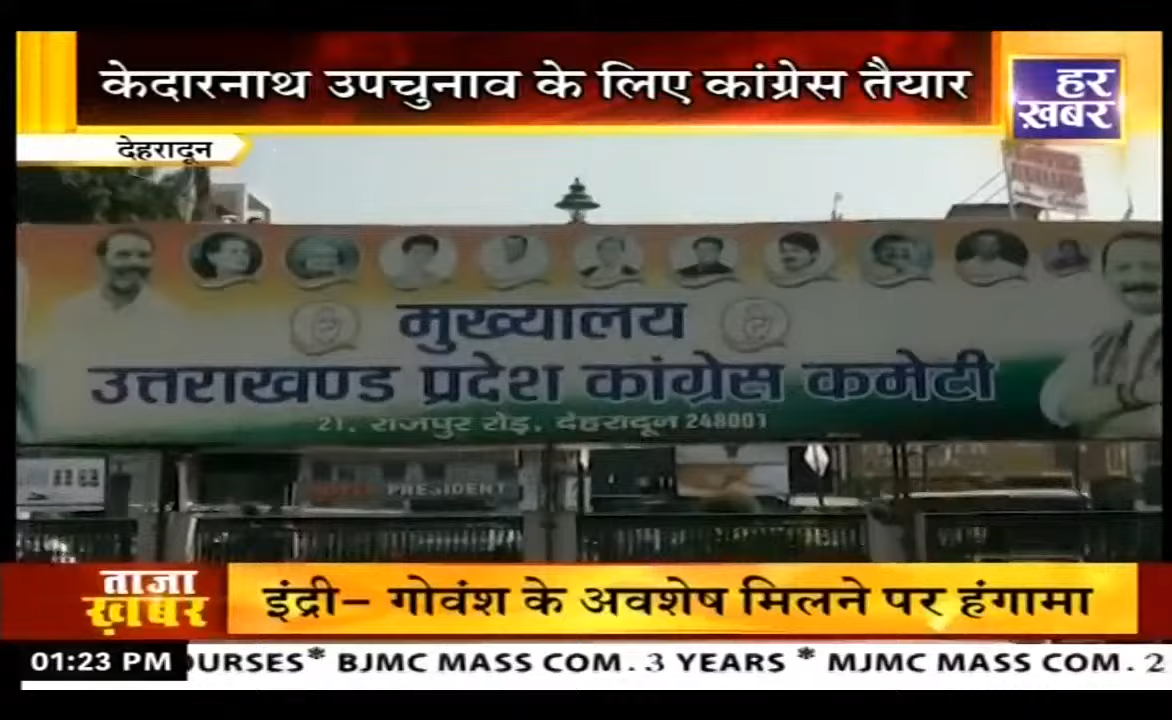 केदारनाथ उपचुनाव के लिए कांग्रेस तैयार
हर
ख़बर
देहरादून
मुख्यालय
उत्तराखण्ड प्रदेश कांग्रेस कमेटी
21, राजपुर रोड़, देहरादून 248001
PRESIDENT
ताजा
ख़बर
इंद्री– गोवंश के अवशेष मिलने पर हंगामा
01:23 PM
OURSES* BJMC MASS COM. 3 YEARS * MJMC MASS COM. 2